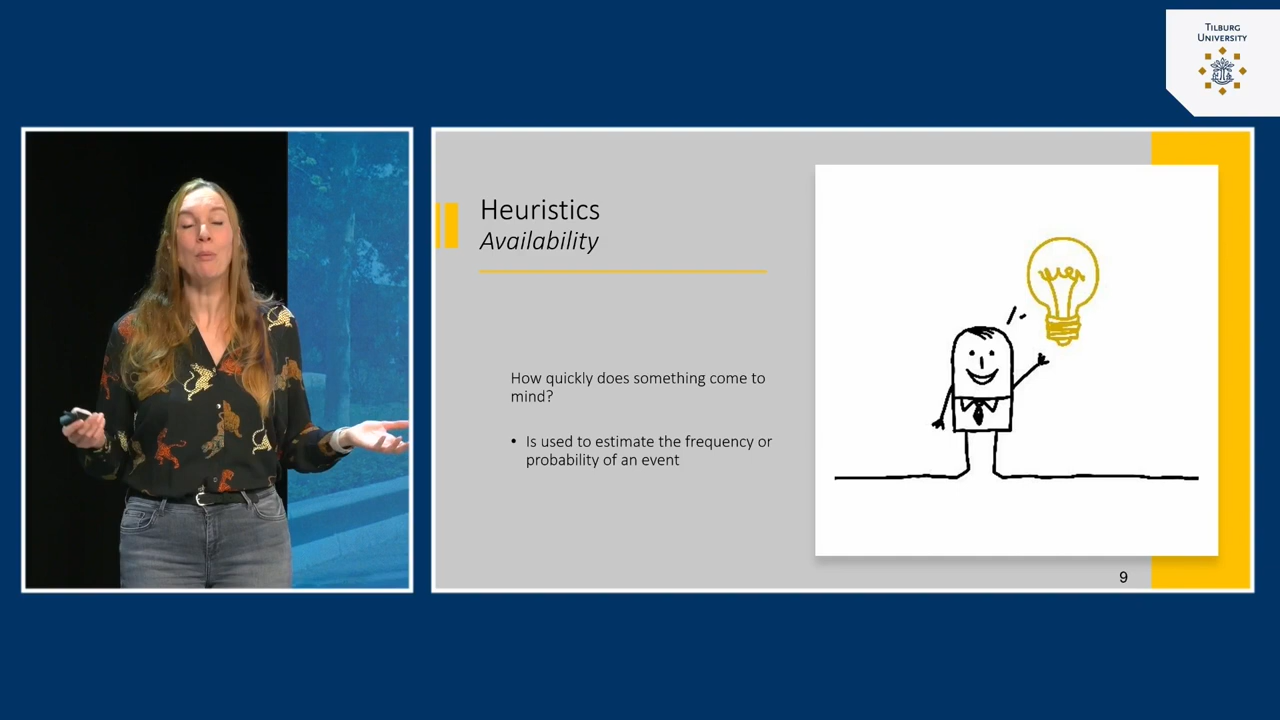 TILBURG
UNIVERSITY
Heuristics
Availability
How quickly does something come to
mind?
• Is used to estimate the frequency or
probability of an event
9